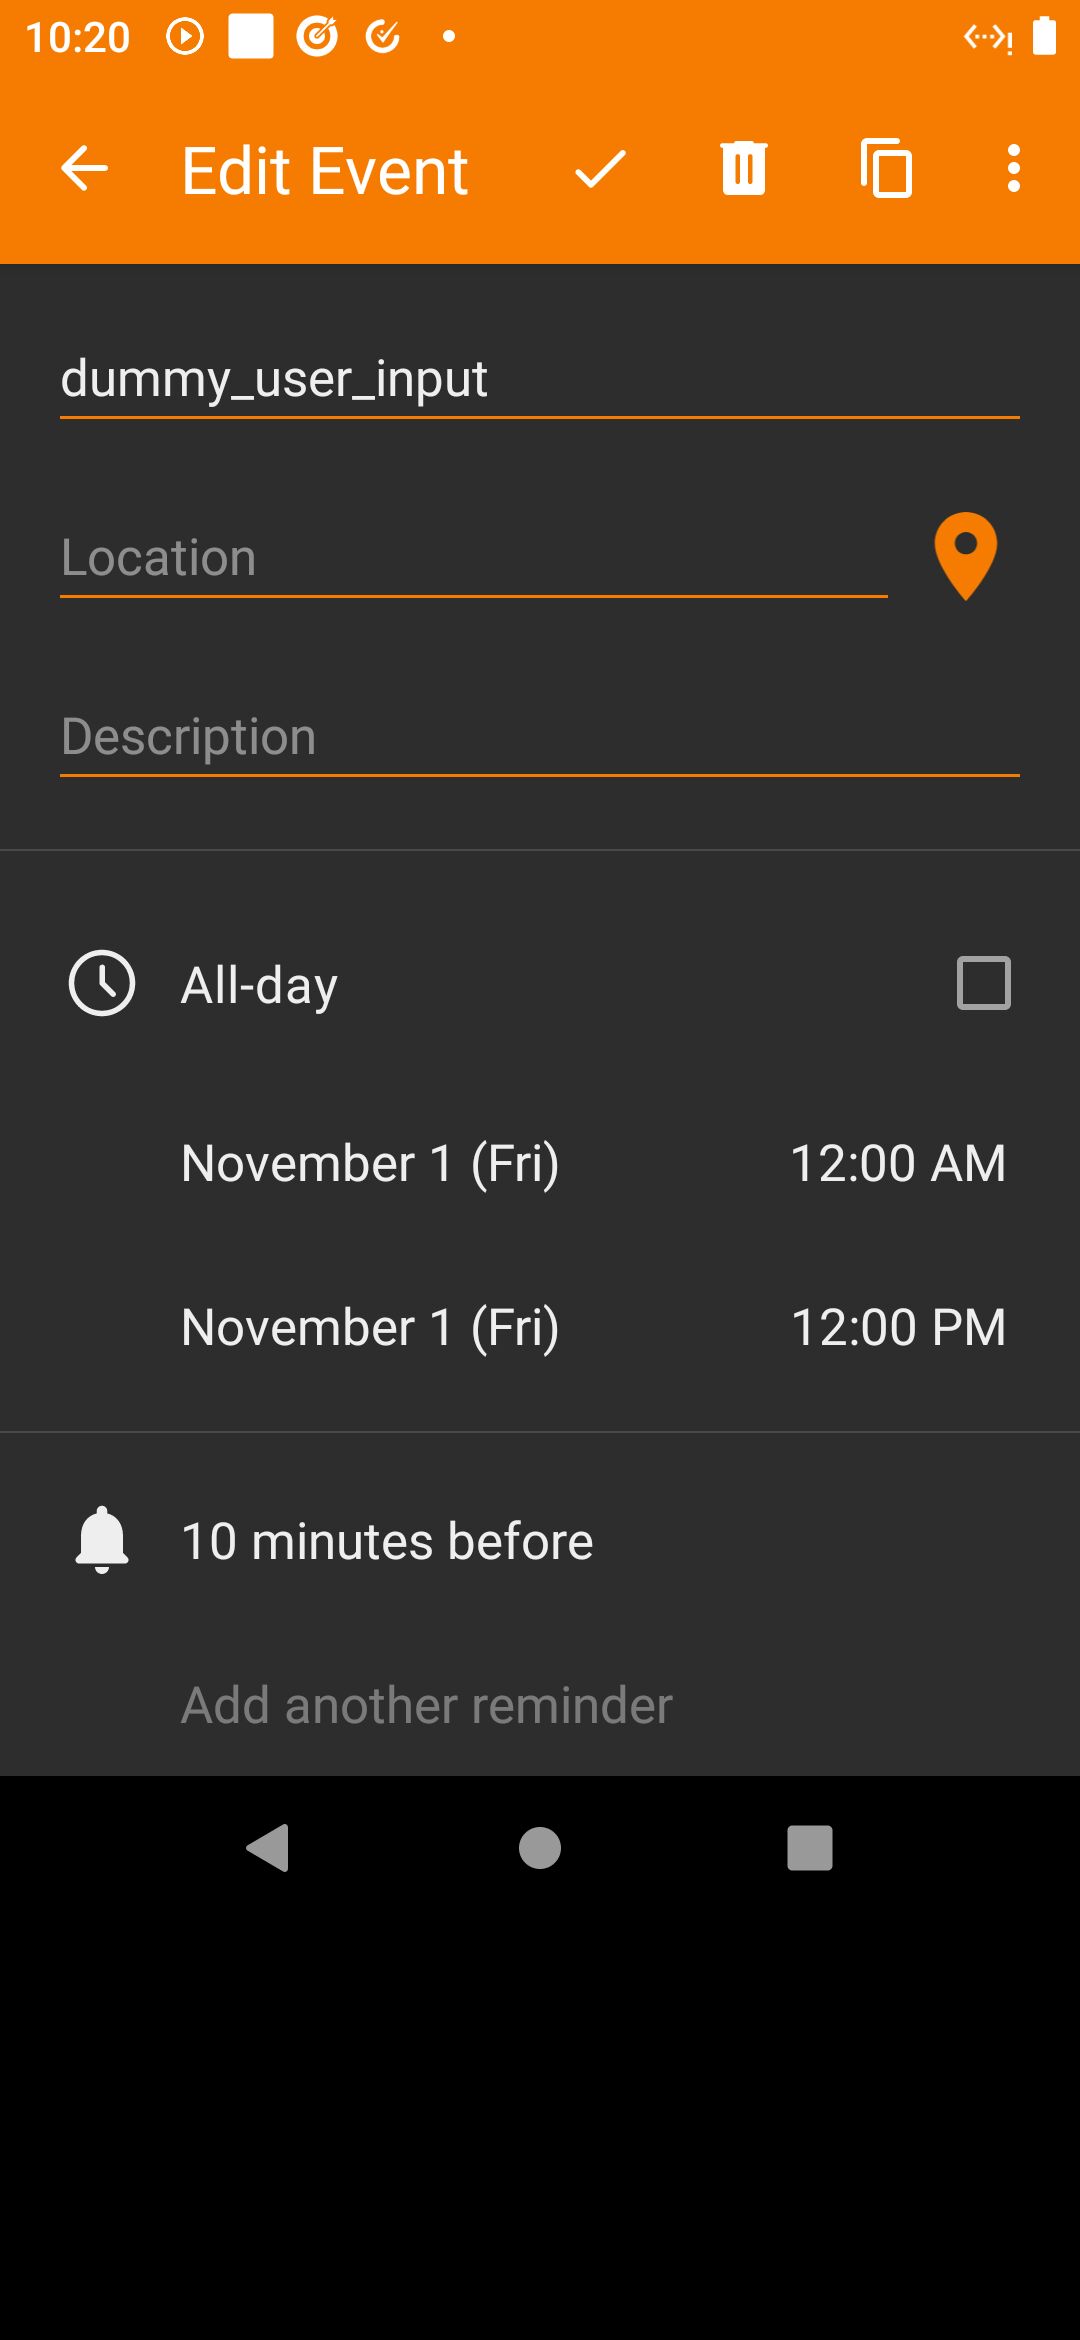 10:20
Edit Event
dummy_user_input
Location
Description
All-day
November 1 (Fri) 12:00 AM
November 1 (Fri) 12:00 PM
10 minutes before
Add another reminder